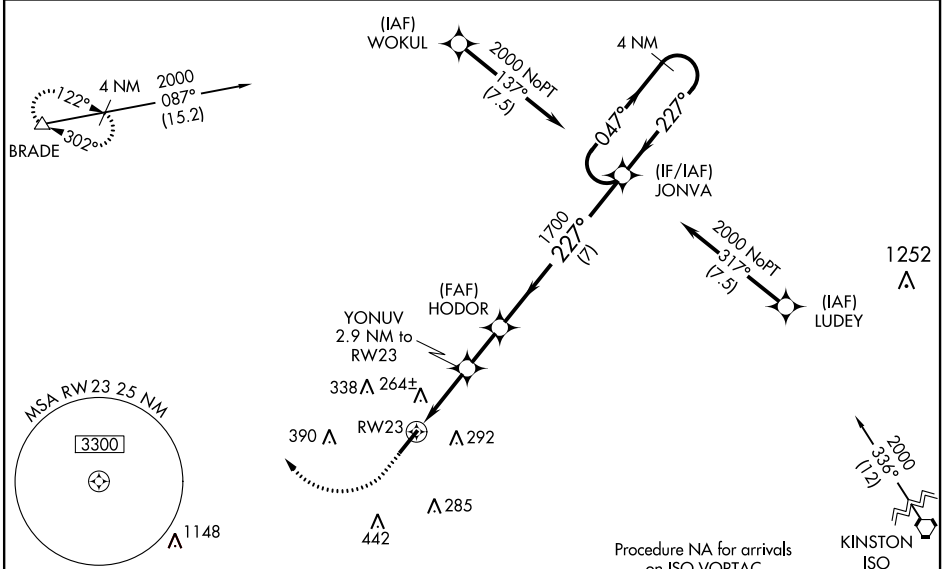 (IAF)
WOKUL
2000 NoPT
137°
(7.5)
4 NM
047°
227°
(IF/IAF)
JONVA
4 NM
2000
087°
(15.2)
122°
302°
BRADE
1700
227°
(7)
2000 NoPT
317°
(7.5)
(IAF)
LUDEY
1252
(FAF)
HODOR
YONUV
2.9 NM to
RW23
338
264±
RW23
390
292
285
442
MSA RW23 25 NM
3300
1148
2000
336°
(12)
KINSTON
ISO
Procedure NA for arrivals
on ISO VORTAC